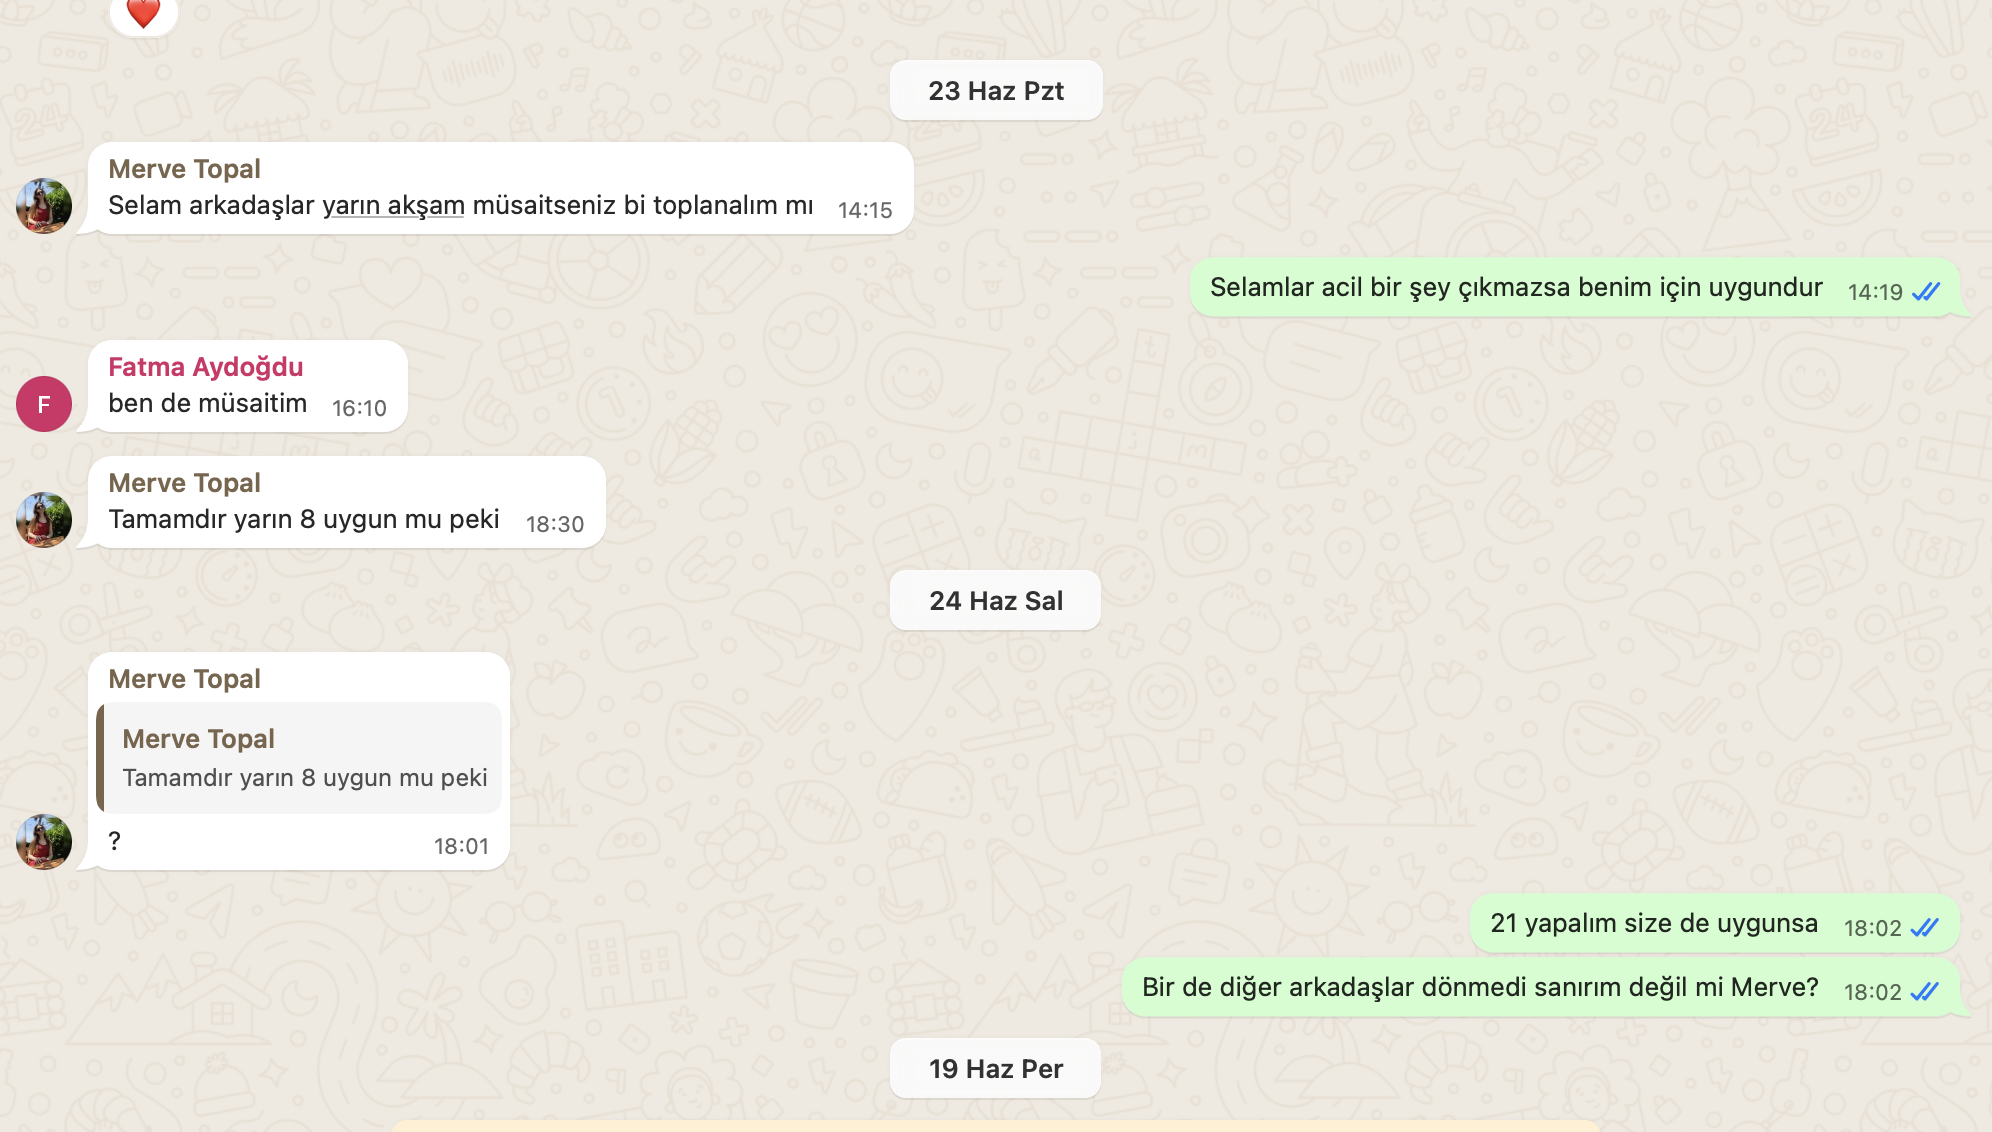 23 Haz Pzt
Merve Topal
Selam arkadaşlar yarın akşam müsaitseniz bi toplanalım mı 14:15
Selamlar acil bir şey çıkmazsa benim için uygundur 14:19
F
Fatma Aydoğdu
ben de müsaitim 16:10
Merve Topal
Tamamdır yarın 8 uygun mu peki 18:30
24 Haz Sal
Merve Topal
Merve Topal
Tamamdır yarın 8 uygun mu peki
? 18:01
21 yapalım size de uygunsa 18:02
Bir de diğer arkadaşlar dönmedi sanırım değil mi Merve? 18:02
19 Haz Per